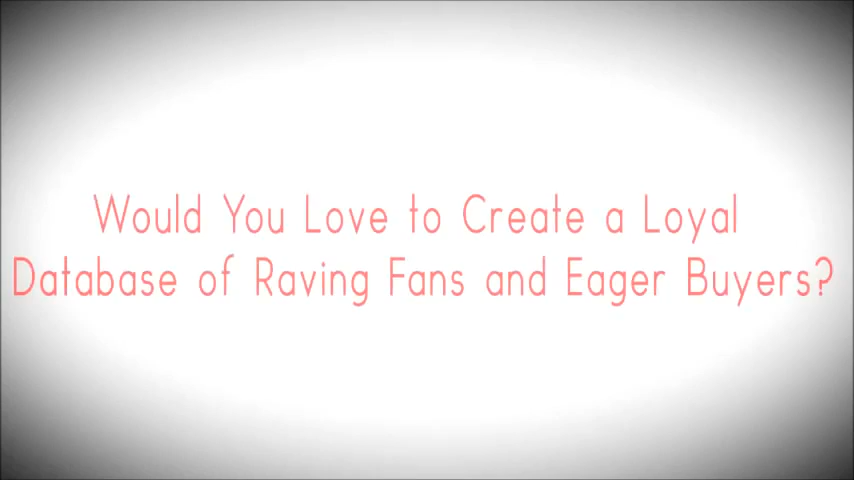 Would You Love to Create a Loyal
Database of Raving Fans and Eager Buyers?